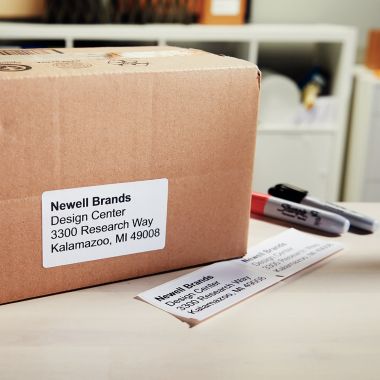 Newell Brands
Design Center
3300 Research Way
Kalamazoo, MI 49008
Newell Brands
Design Center
3300 Research Way
Kalamazoo, MI 49008
Sharpie